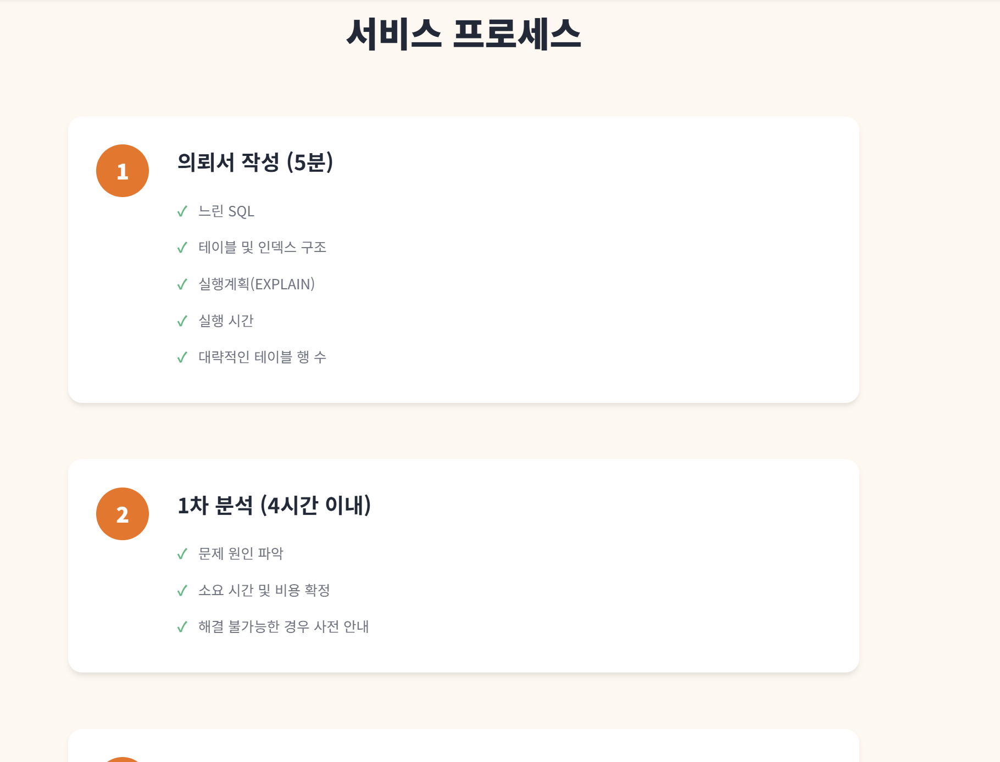 서비스 프로세스
1
의뢰서 작성 (5분)
✓ 느린 SQL
✓ 테이블 및 인덱스 구조
✓ 실행계획(EXPLAIN)
✓ 실행 시간
✓ 대략적인 테이블 행 수
2
1차 분석 (4시간 이내)
✓ 문제 원인 파악
✓ 소요 시간 및 비용 확정
✓ 해결 불가능한 경우 사전 안내